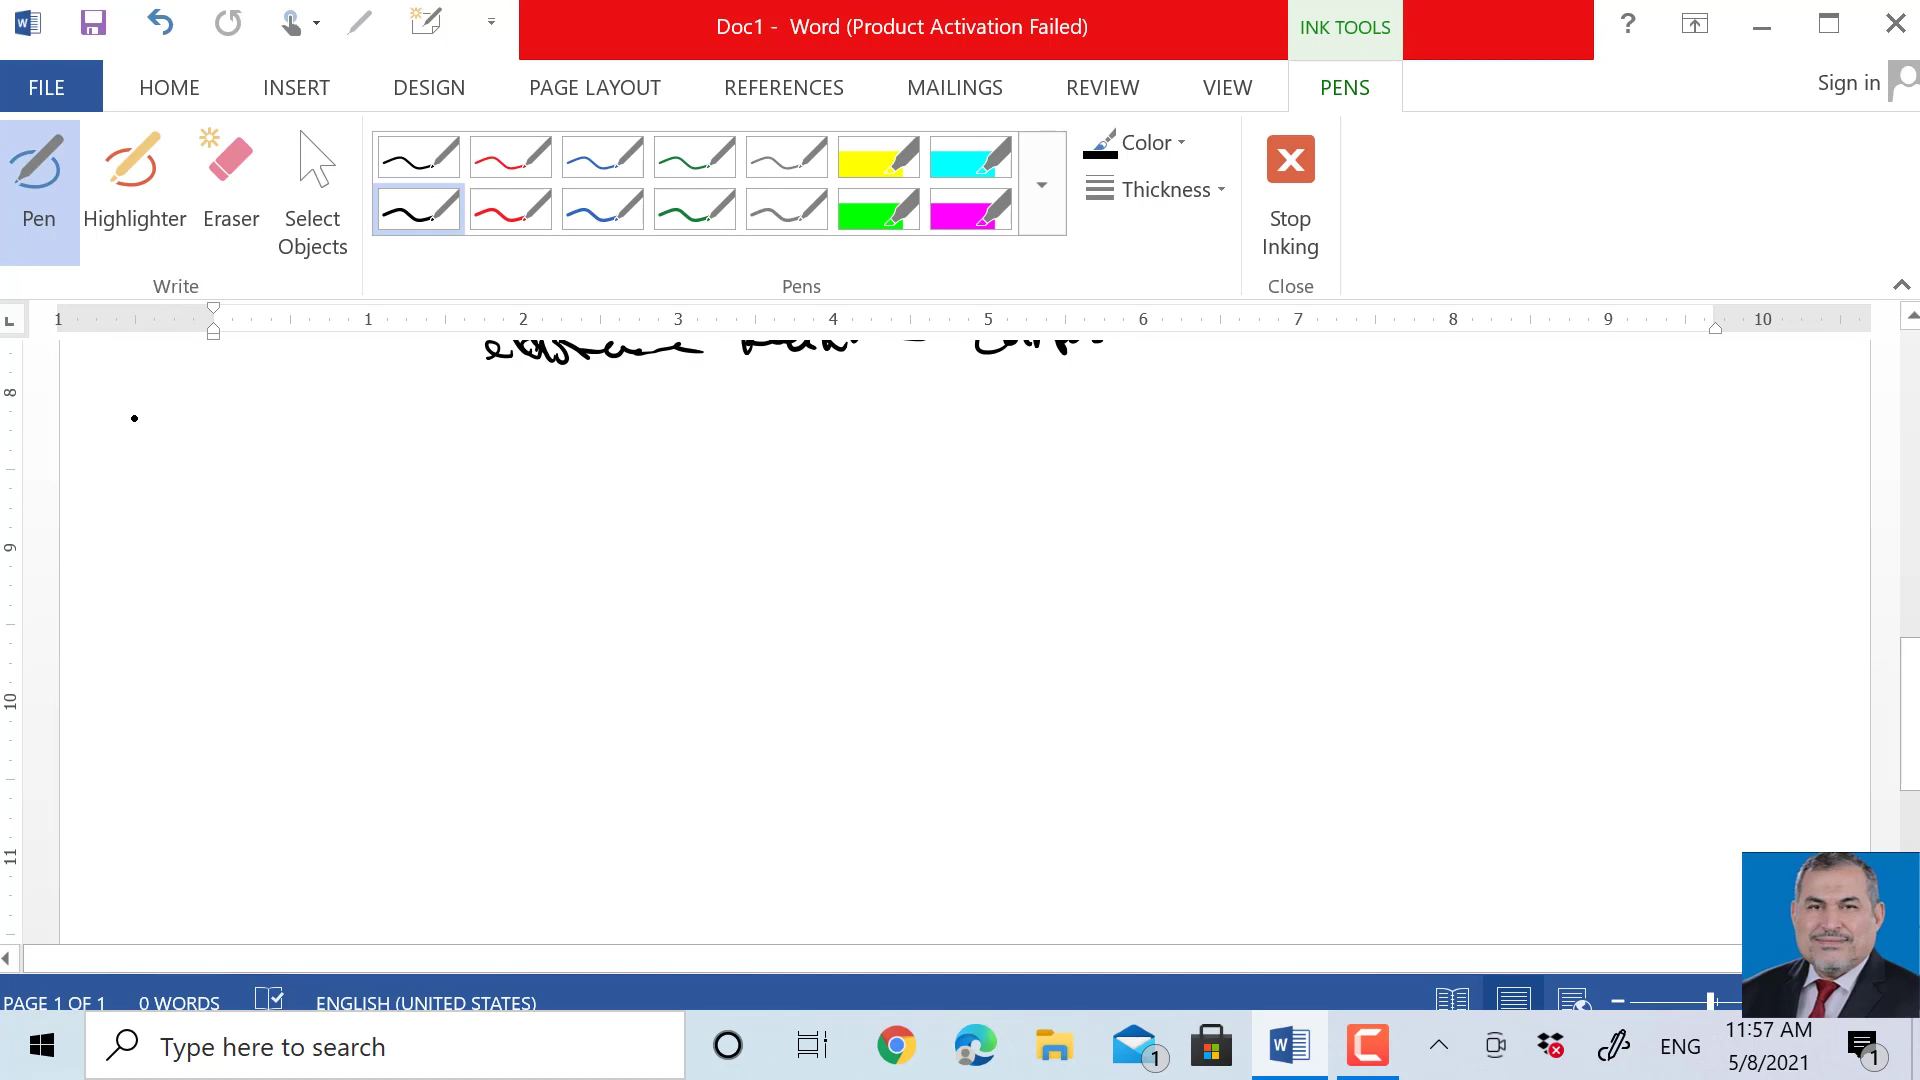 Doc1 - Word (Product Activation Failed)
INK TOOLS
?
FILE HOME INSERT DESIGN PAGE LAYOUT REFERENCES MAILINGS REVIEW VIEW PENS
Sign in
Pen Highlighter Eraser Select Objects
Color
Thickness
Stop Inking
Write
Pens
Close
1 1 2 3 4 5 6 7 8 9 10
8
9
10
11
PAGE 1 OF 1 0 WORDS ENGLISH (UNITED STATES)
Type here to search
1
ENG
11:57 AM
5/8/2021
1